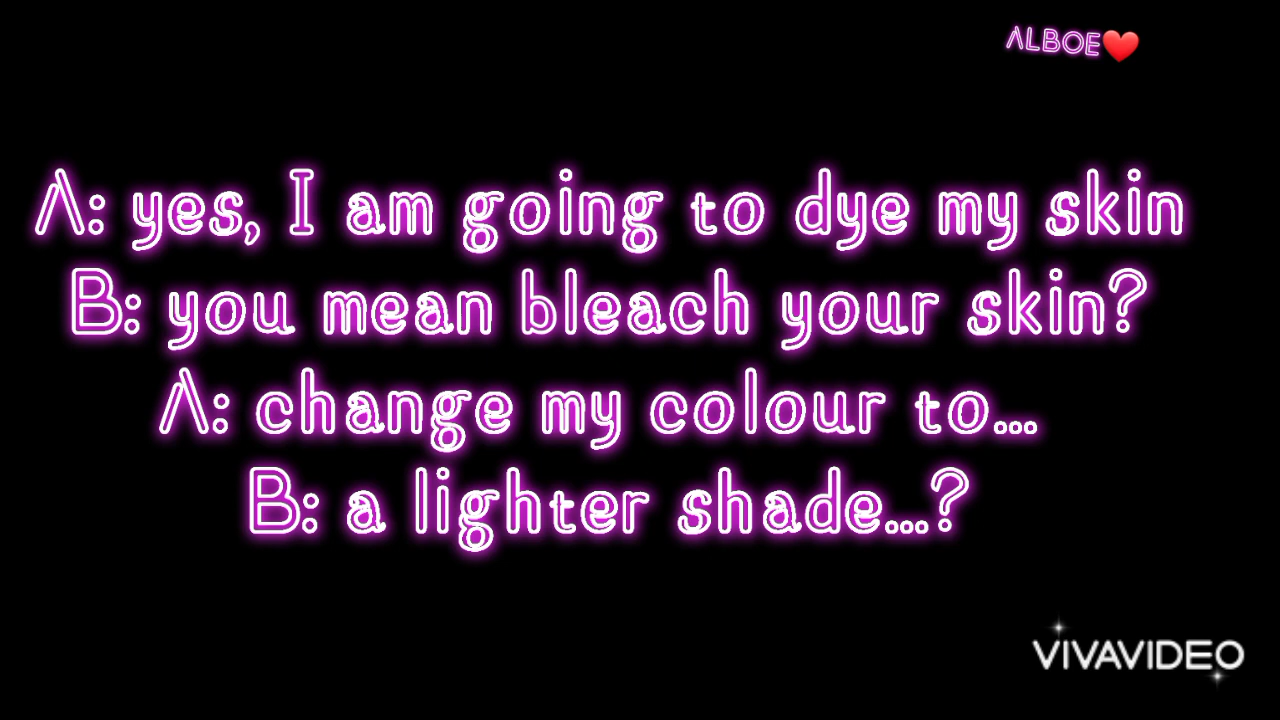 ALBOE❤️
A: yes, I am going to dye my skin
B: you mean bleach your skin?
A: change my colour to...
B: a lighter shade...?
VIVAVIDEO